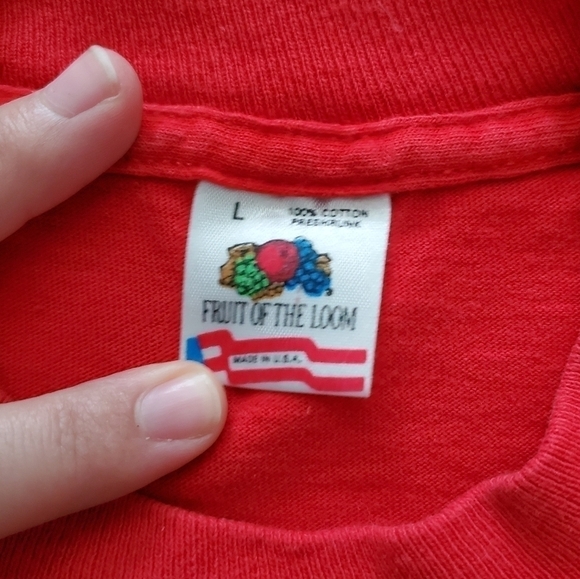 L
100% COTTON
PRESHRUNK
FRUIT OF THE LOOM
MADE IN U.S.A.